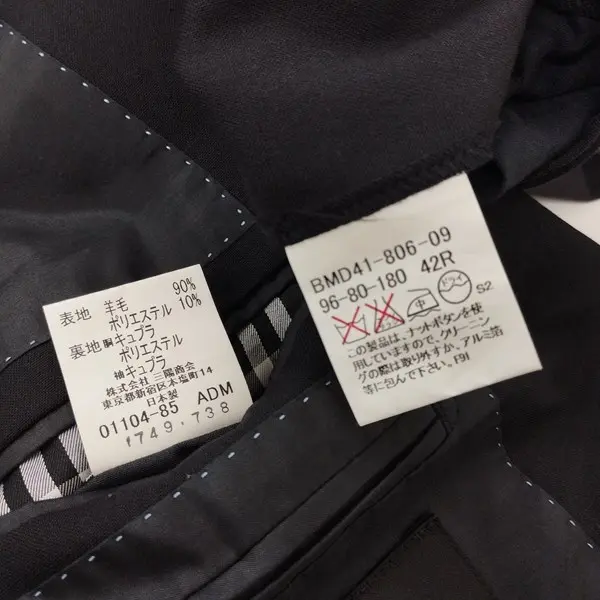 表地 羊毛 90%
ポリエステル 10%
裏地 胴キュプラ
ポリエステル
袖キュプラ
株式会社 三陽商会
東京都新宿区本塩町14
日本製
01104-85 ADM
1749.738
BMD41-806-09
96-80-180 42R
中 ドライ S2
この製品は、ナットボタンを使
用していますので、クリーニン
グの際は取り外すか、アルミ箔
等に包んで下さい。F91